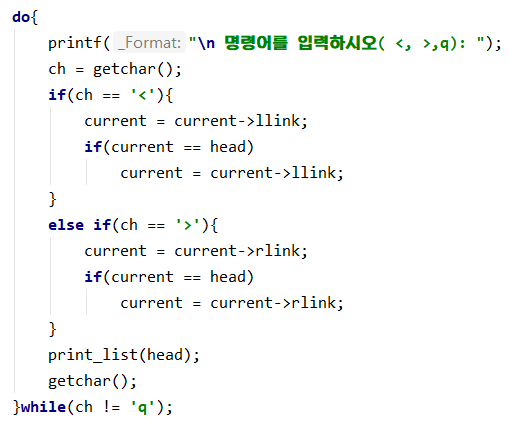 do{
    printf(_Format: "\n 명령어를 입력하시오( <, >,q): ");
    ch = getchar();
    if(ch == '<'){
        current = current->llink;
        if(current == head)
            current = current->llink;
    }
    else if(ch == '>'){
        current = current->rlink;
        if(current == head)
            current = current->rlink;
    }
    print_list(head);
    getchar();
}while(ch != 'q');